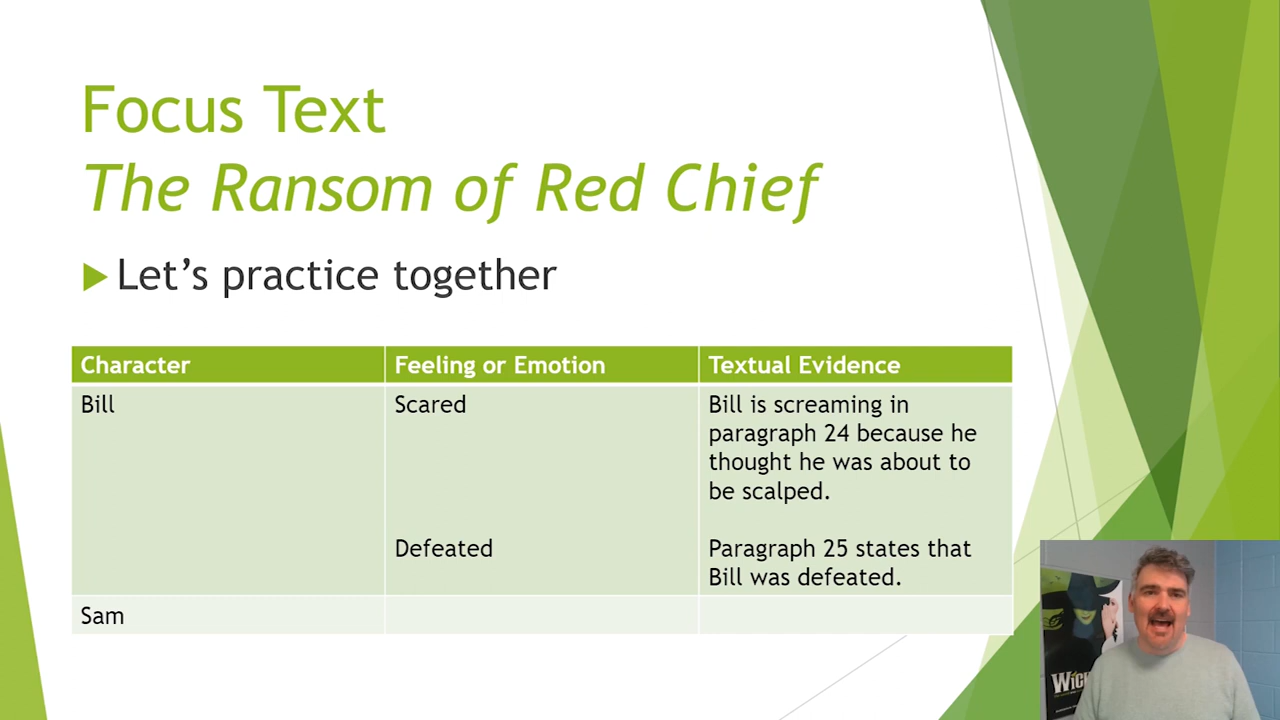 Focus Text
The Ransom of Red Chief
Let’s practice together
Character Feeling or Emotion Textual Evidence
Bill Scared Bill is screaming in
paragraph 24 because he
thought he was about to
be scalped.
Defeated Paragraph 25 states that
Bill was defeated.
Sam